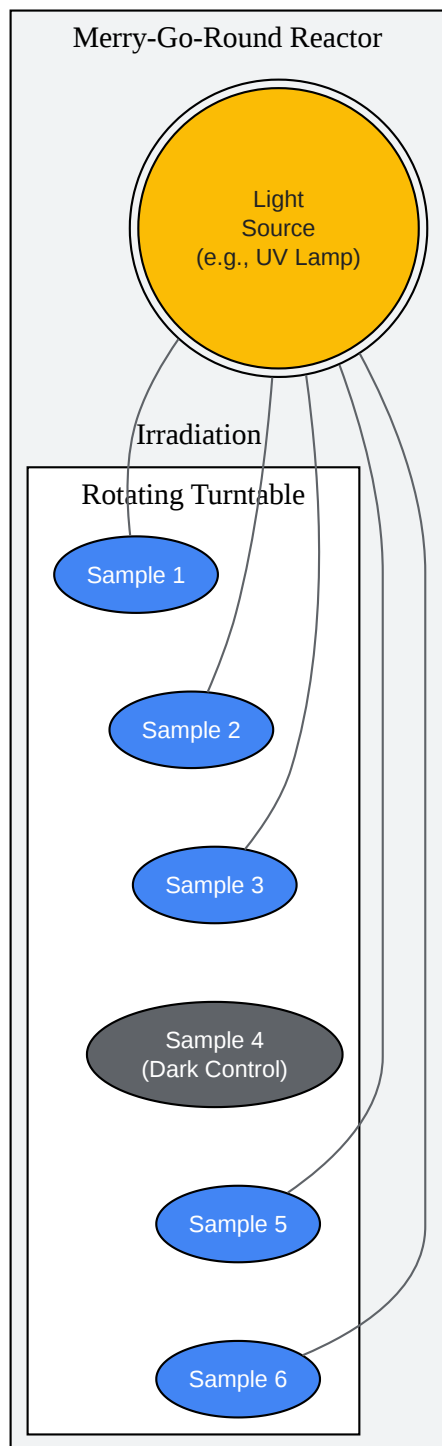 Merry-Go-Round Reactor
Light
Source
(e.g., UV Lamp)
Irradiation
Rotating Turntable
Sample 1
Sample 2
Sample 3
Sample 4
(Dark Control)
Sample 5
Sample 6